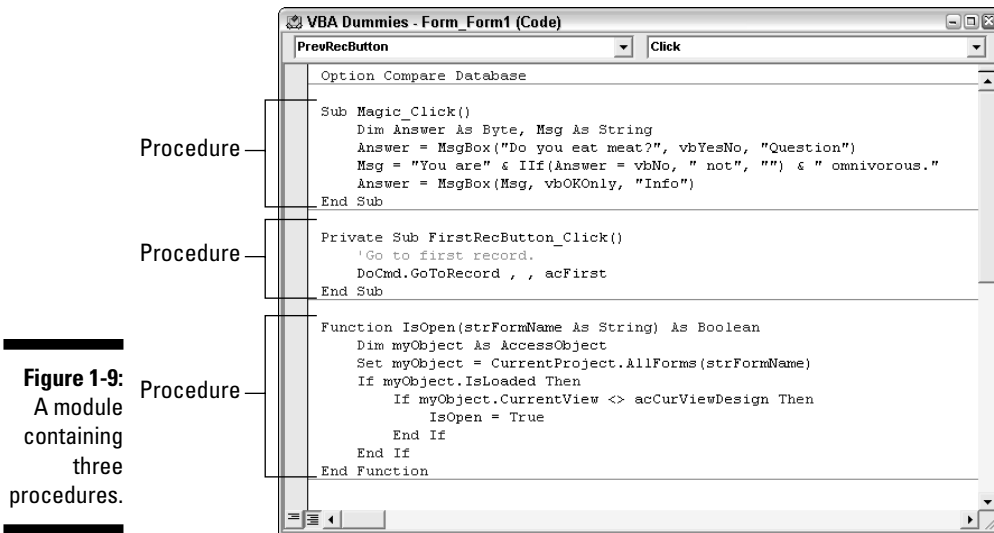 VBA Dummies - Form_Form1 (Code)
PrevRecButton Click
Option Compare Database
Procedure
Sub Magic_Click()
Dim Answer As Byte, Msg As String
Answer = MsgBox("Do you eat meat?", vbYesNo, "Question")
Msg = "You are" & IIf(Answer = vbNo, " not", "") & " omnivorous."
Answer = MsgBox(Msg, vbOKOnly, "Info")
End Sub
Procedure
Private Sub FirstRecButton_Click()
'Go to first record.
DoCmd.GoToRecord , , acFirst
End Sub
Procedure
Function IsOpen(strFormName As String) As Boolean
Dim myObject As AccessObject
Set myObject = CurrentProject.AllForms(strFormName)
If myObject.IsLoaded Then
If myObject.CurrentView <> acCurViewDesign Then
IsOpen = True
End If
End If
End Function
Figure 1-9:
A module
containing
three
procedures.